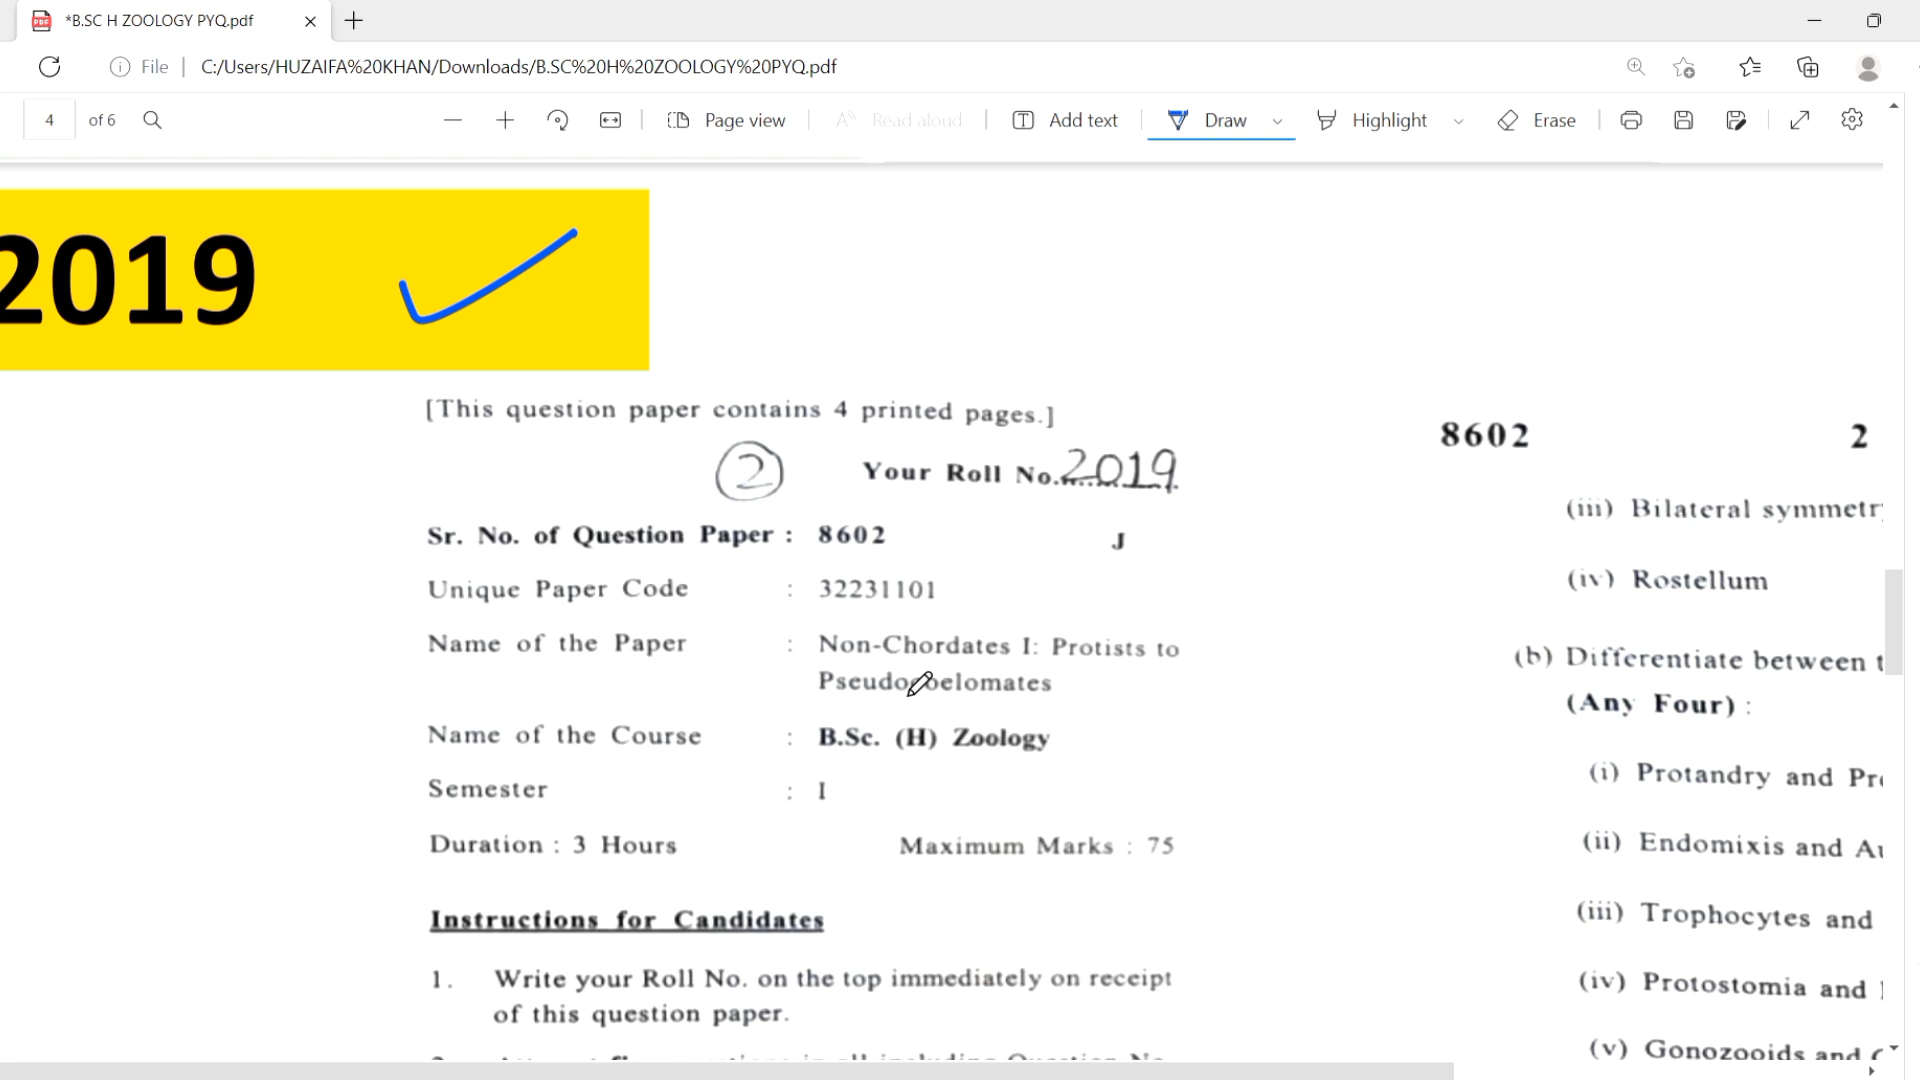 *B.SC H ZOOLOGY PYQ.pdf
File
C:/Users/HUZAIFA%20KHAN/Downloads/B.SC%20H%20ZOOLOGY%20PYQ.pdf
4 of 6
Page view
Read aloud
Add text
Draw
Highlight
Erase
2019
[This question paper contains 4 printed pages.]
2
Your Roll No. 2019
Sr. No. of Question Paper : 8602 J
Unique Paper Code : 32231101
Name of the Paper : Non-Chordates I: Protists to
Pseudocoelomates
Name of the Course : B.Sc. (H) Zoology
Semester : I
Duration : 3 Hours Maximum Marks : 75
Instructions for Candidates
1. Write your Roll No. on the top immediately on receipt
of this question paper.
8602 2
(iii) Bilateral symmetr
(iv) Rostellum
(b) Differentiate between t
(Any Four) :
(i) Protandry and Pr
(ii) Endomixis and A
(iii) Trophocytes and
(iv) Protostomia and
(v) Gonozooids and